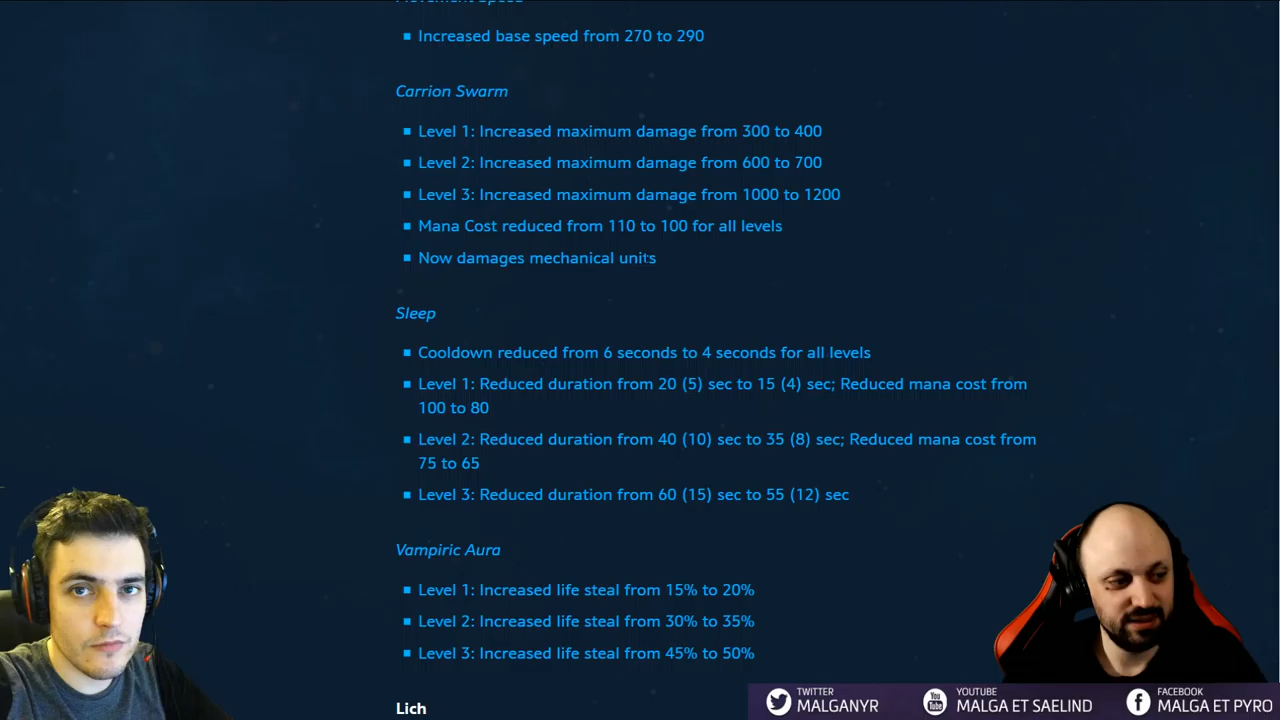 Movement Speed
Increased base speed from 270 to 290
Carrion Swarm
Level 1: Increased maximum damage from 300 to 400
Level 2: Increased maximum damage from 600 to 700
Level 3: Increased maximum damage from 1000 to 1200
Mana Cost reduced from 110 to 100 for all levels
Now damages mechanical units
Sleep
Cooldown reduced from 6 seconds to 4 seconds for all levels
Level 1: Reduced duration from 20 (5) sec to 15 (4) sec; Reduced mana cost from
100 to 80
Level 2: Reduced duration from 40 (10) sec to 35 (8) sec; Reduced mana cost from
75 to 65
Level 3: Reduced duration from 60 (15) sec to 55 (12) sec
Vampiric Aura
Level 1: Increased life steal from 15% to 20%
Level 2: Increased life steal from 30% to 35%
Level 3: Increased life steal from 45% to 50%
Lich
TWITTER
MALGANYR
You Tube
YOUTUBE
MALGA ET SAELIND
FACEBOOK
MALGA ET PYRO